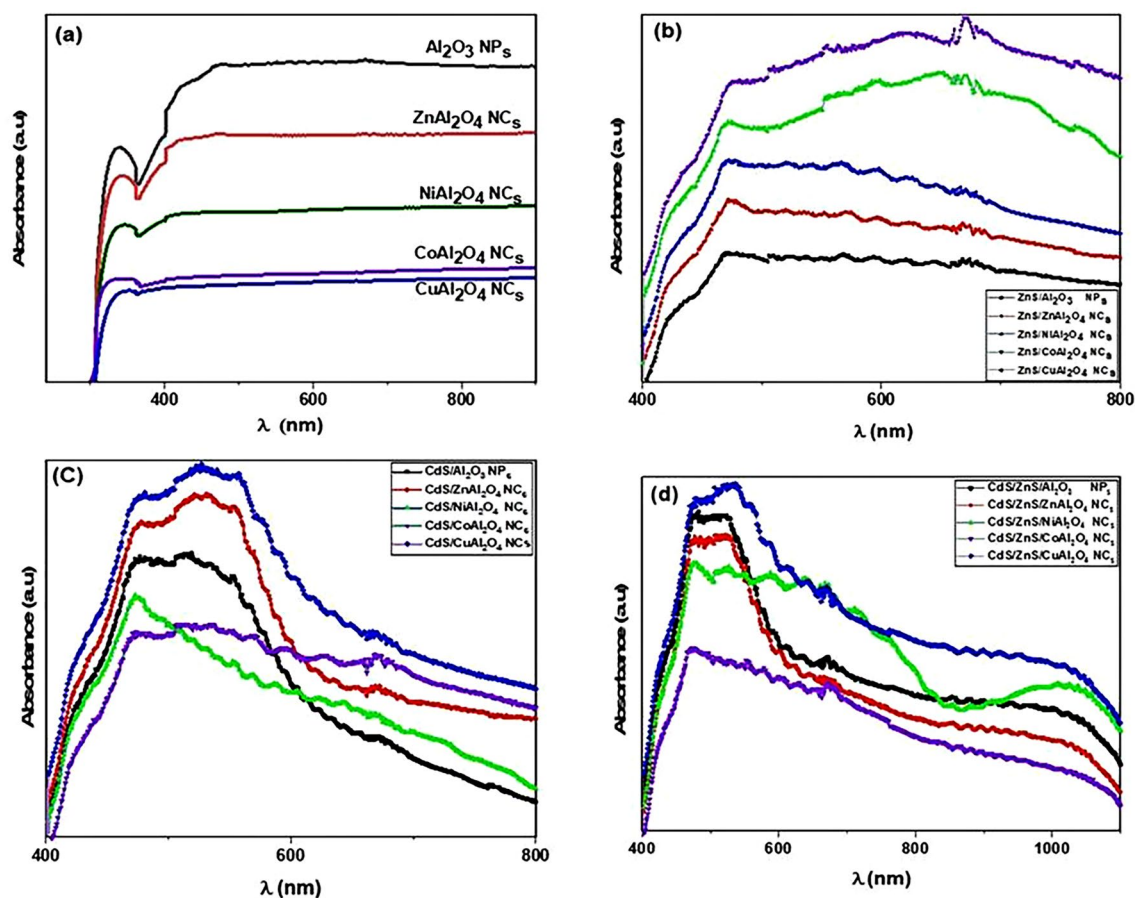 (a)
Al2O3 NPS
ZnAl2O4 NCS
NiAl2O4 NCS
CoAl2O4 NCS
CuAl2O4 NCS
Absorbance (a.u)
400 600 800
λ (nm)
(b)
Absorbance (a.u)
ZnS/Al2O3 NPS
ZnS/ZnAl2O4 NCS
ZnS/NiAl2O4 NCS
ZnS/CoAl2O4 NCS
ZnS/CuAl2O4 NCS
400 600 800
λ (nm)
(C)
Absorbance (a.u)
CdS/Al2O3 NPS
CdS/ZnAl2O4 NCS
CdS/NiAl2O4 NCS
CdS/CoAl2O4 NCS
CdS/CuAl2O4 NCS
400 600 800
λ (nm)
(d)
Absorbance (a.u)
CdS/ZnS/Al2O3 NPS
CdS/ZnS/ZnAl2O4 NCS
CdS/ZnS/NiAl2O4 NCS
CdS/ZnS/CoAl2O4 NCS
CdS/ZnS/CuAl2O4 NCS
400 600 800 1000
λ (nm)